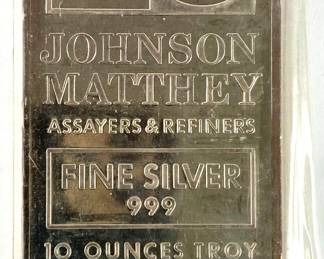 JOHNSON
MATTHEY
ASSAYERS & REFINERS
FINE SILVER
999
10 OUNCES TROY